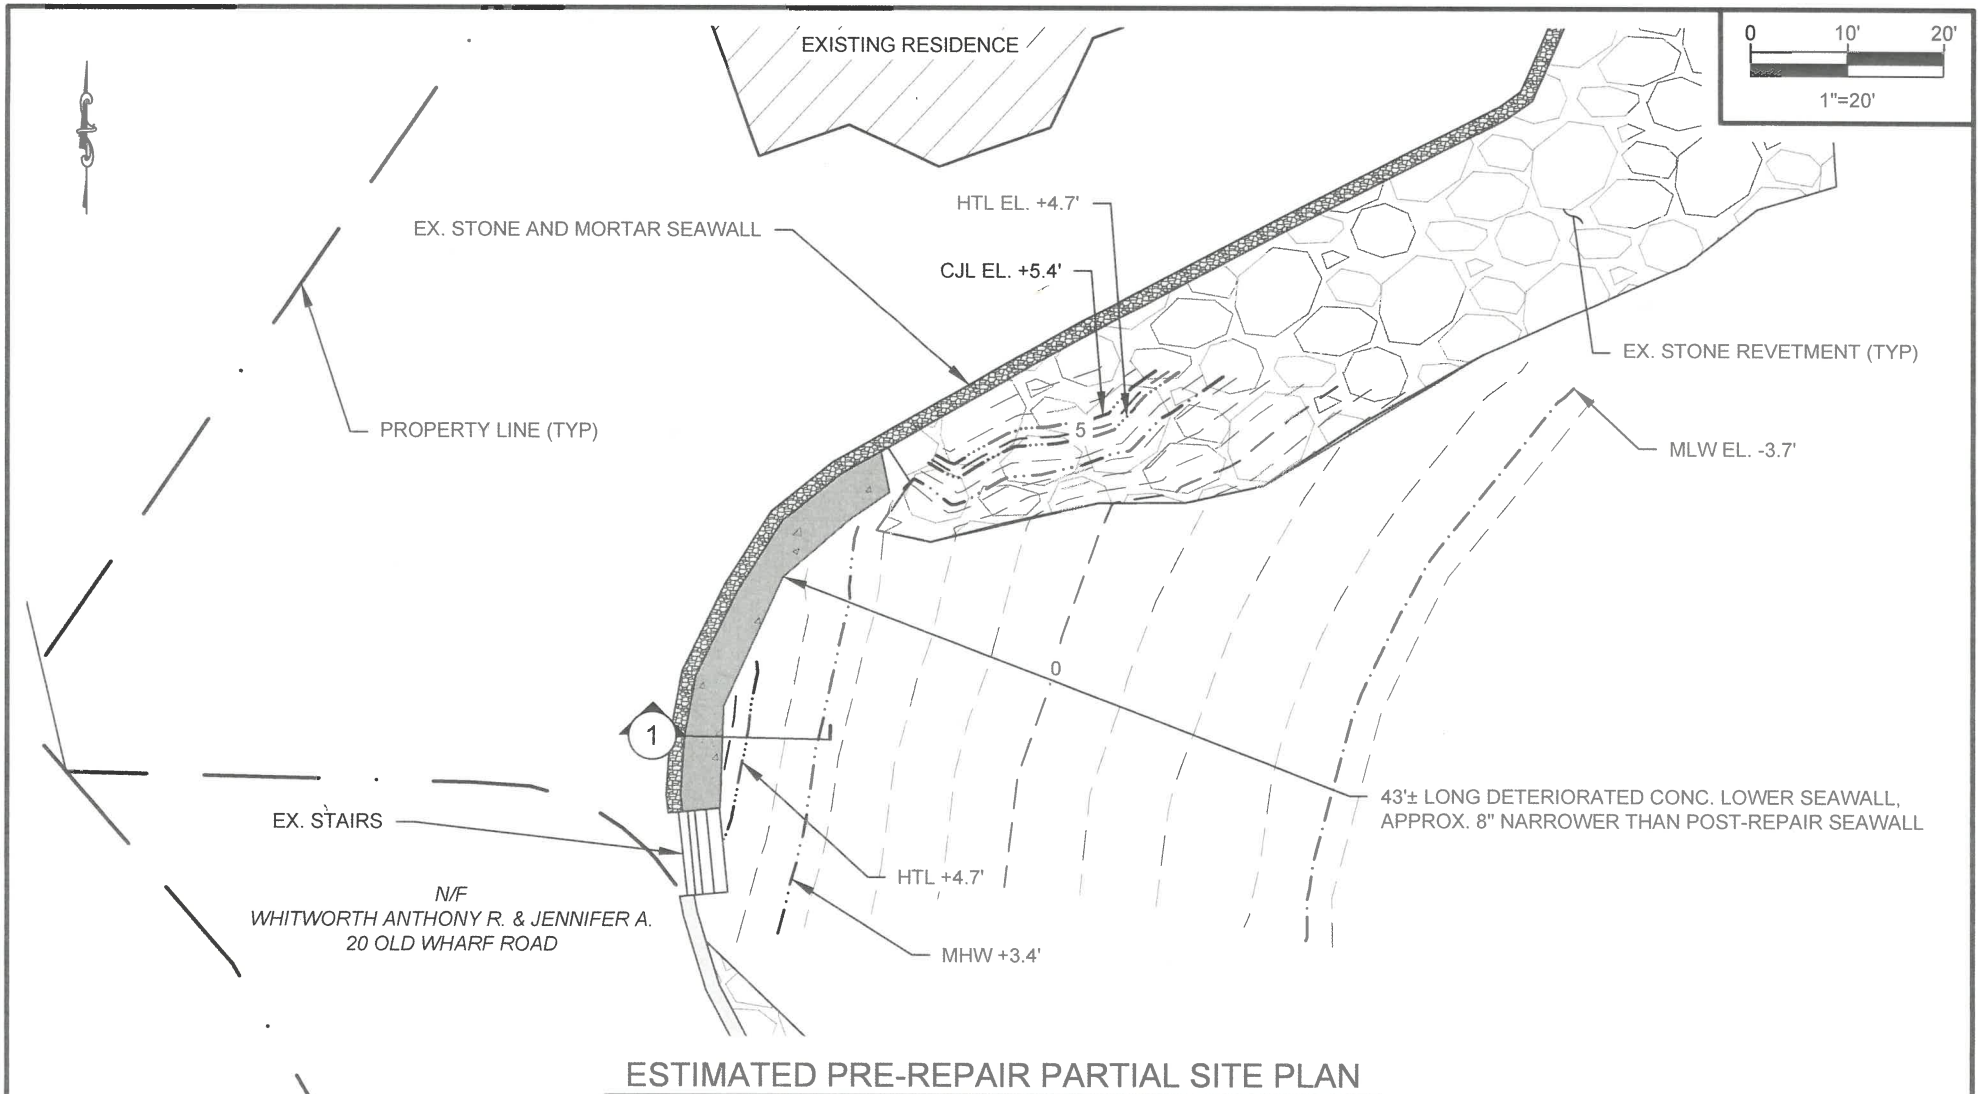 EXISTING RESIDENCE
0 10' 20'
1"=20'
HTL EL. +4.7'
EX. STONE AND MORTAR SEAWALL
CJL EL. +5.4'
EX. STONE REVETMENT (TYP)
PROPERTY LINE (TYP)
5
MLW EL. -3.7'
0
1
43'± LONG DETERIORATED CONC. LOWER SEAWALL,
APPROX. 8" NARROWER THAN POST-REPAIR SEAWALL
EX. STAIRS
HTL +4.7'
N/F
WHITWORTH ANTHONY R. & JENNIFER A.
20 OLD WHARF ROAD
MHW +3.4'
ESTIMATED PRE-REPAIR PARTIAL SITE PLAN